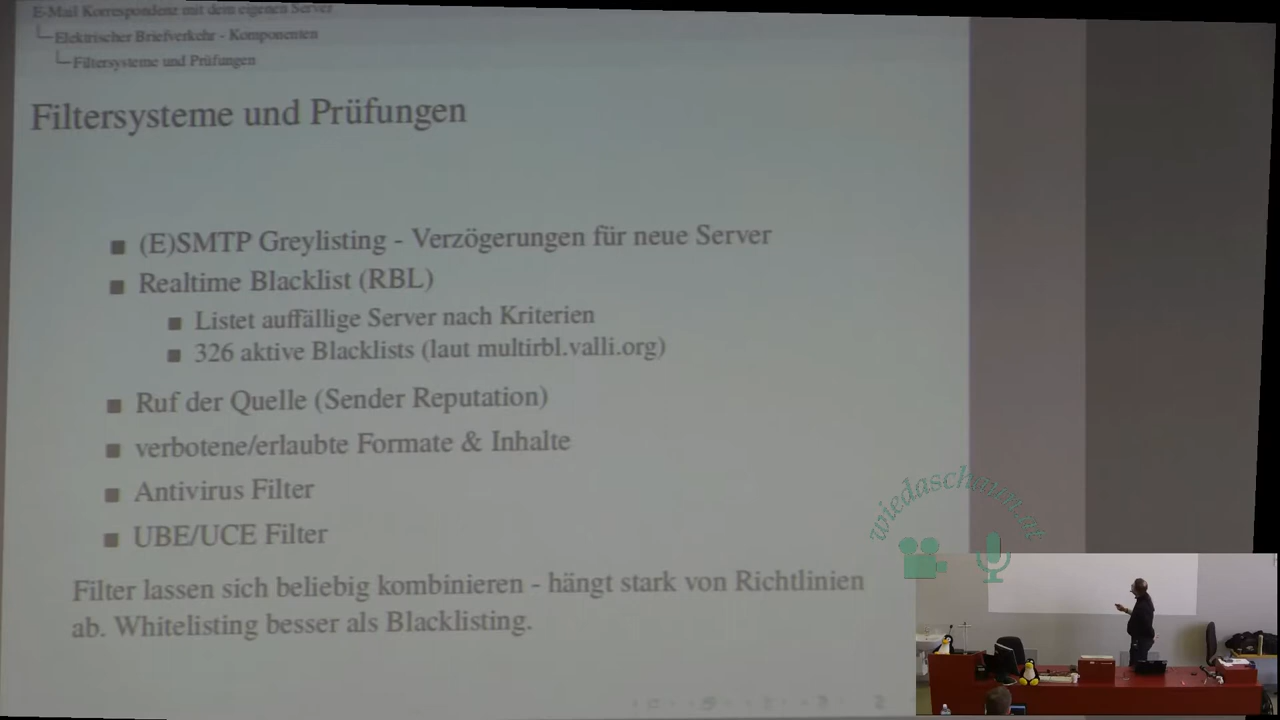 E-Mail Korrespondenz mit dem eigenen Server
Elektrischer Briefverkehr - Komponenten
Filtersysteme und Prüfungen
Filtersysteme und Prüfungen
(E)SMTP Greylisting - Verzögerungen für neue Server
Realtime Blacklist (RBL)
Listet auffällige Server nach Kriterien
326 aktive Blacklists (laut multirbl.valli.org)
Ruf der Quelle (Sender Reputation)
verbotene/erlaubte Formate & Inhalte
Antivirus Filter
UBE/UCE Filter
Filter lassen sich beliebig kombinieren - hängt stark von Richtlinien
ab. Whitelisting besser als Blacklisting.
wiedaschaun.at